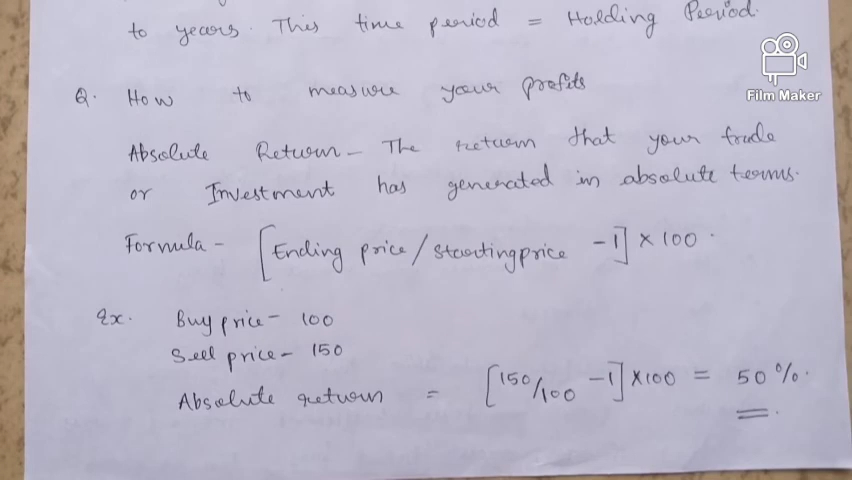 to years. This time period = Holding Period.
Film Maker
Q. How to measure your profits
Absolute Return - The return that your trade
or Investment has generated in absolute terms.
Formula - [Ending price / starting price - 1] × 100.
Ex. Buy price - 100
Sell price - 150
Absolute return = [150/100 - 1] × 100 = 50%.